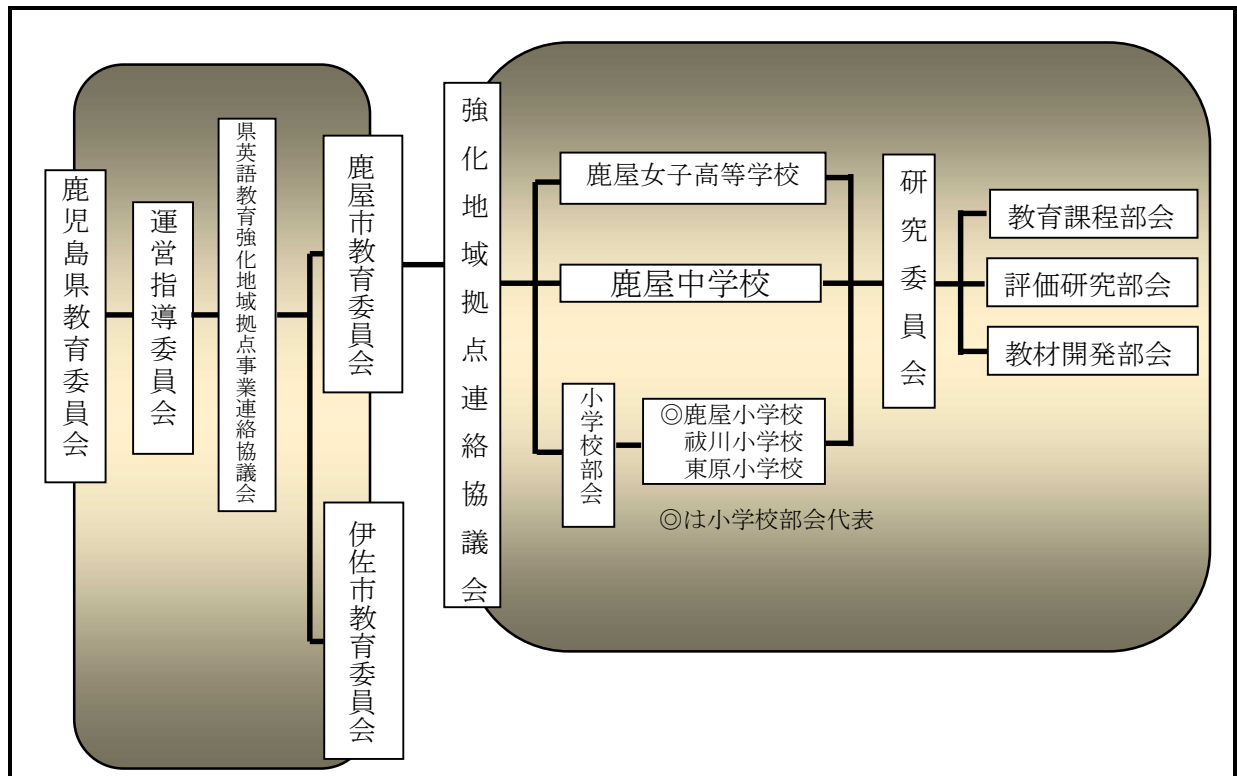 鹿児島県教育委員会
運営指導委員会
県英語教育強化地域拠点事業連絡協議会
鹿屋市教育委員会
伊佐市教育委員会
強化地域拠点連絡協議会
鹿屋女子高等学校
鹿屋中学校
小学校部会
◎鹿屋小学校
祓川小学校
東原小学校
◎は小学校部会代表
研究委員会
教育課程部会
評価研究部会
教材開発部会